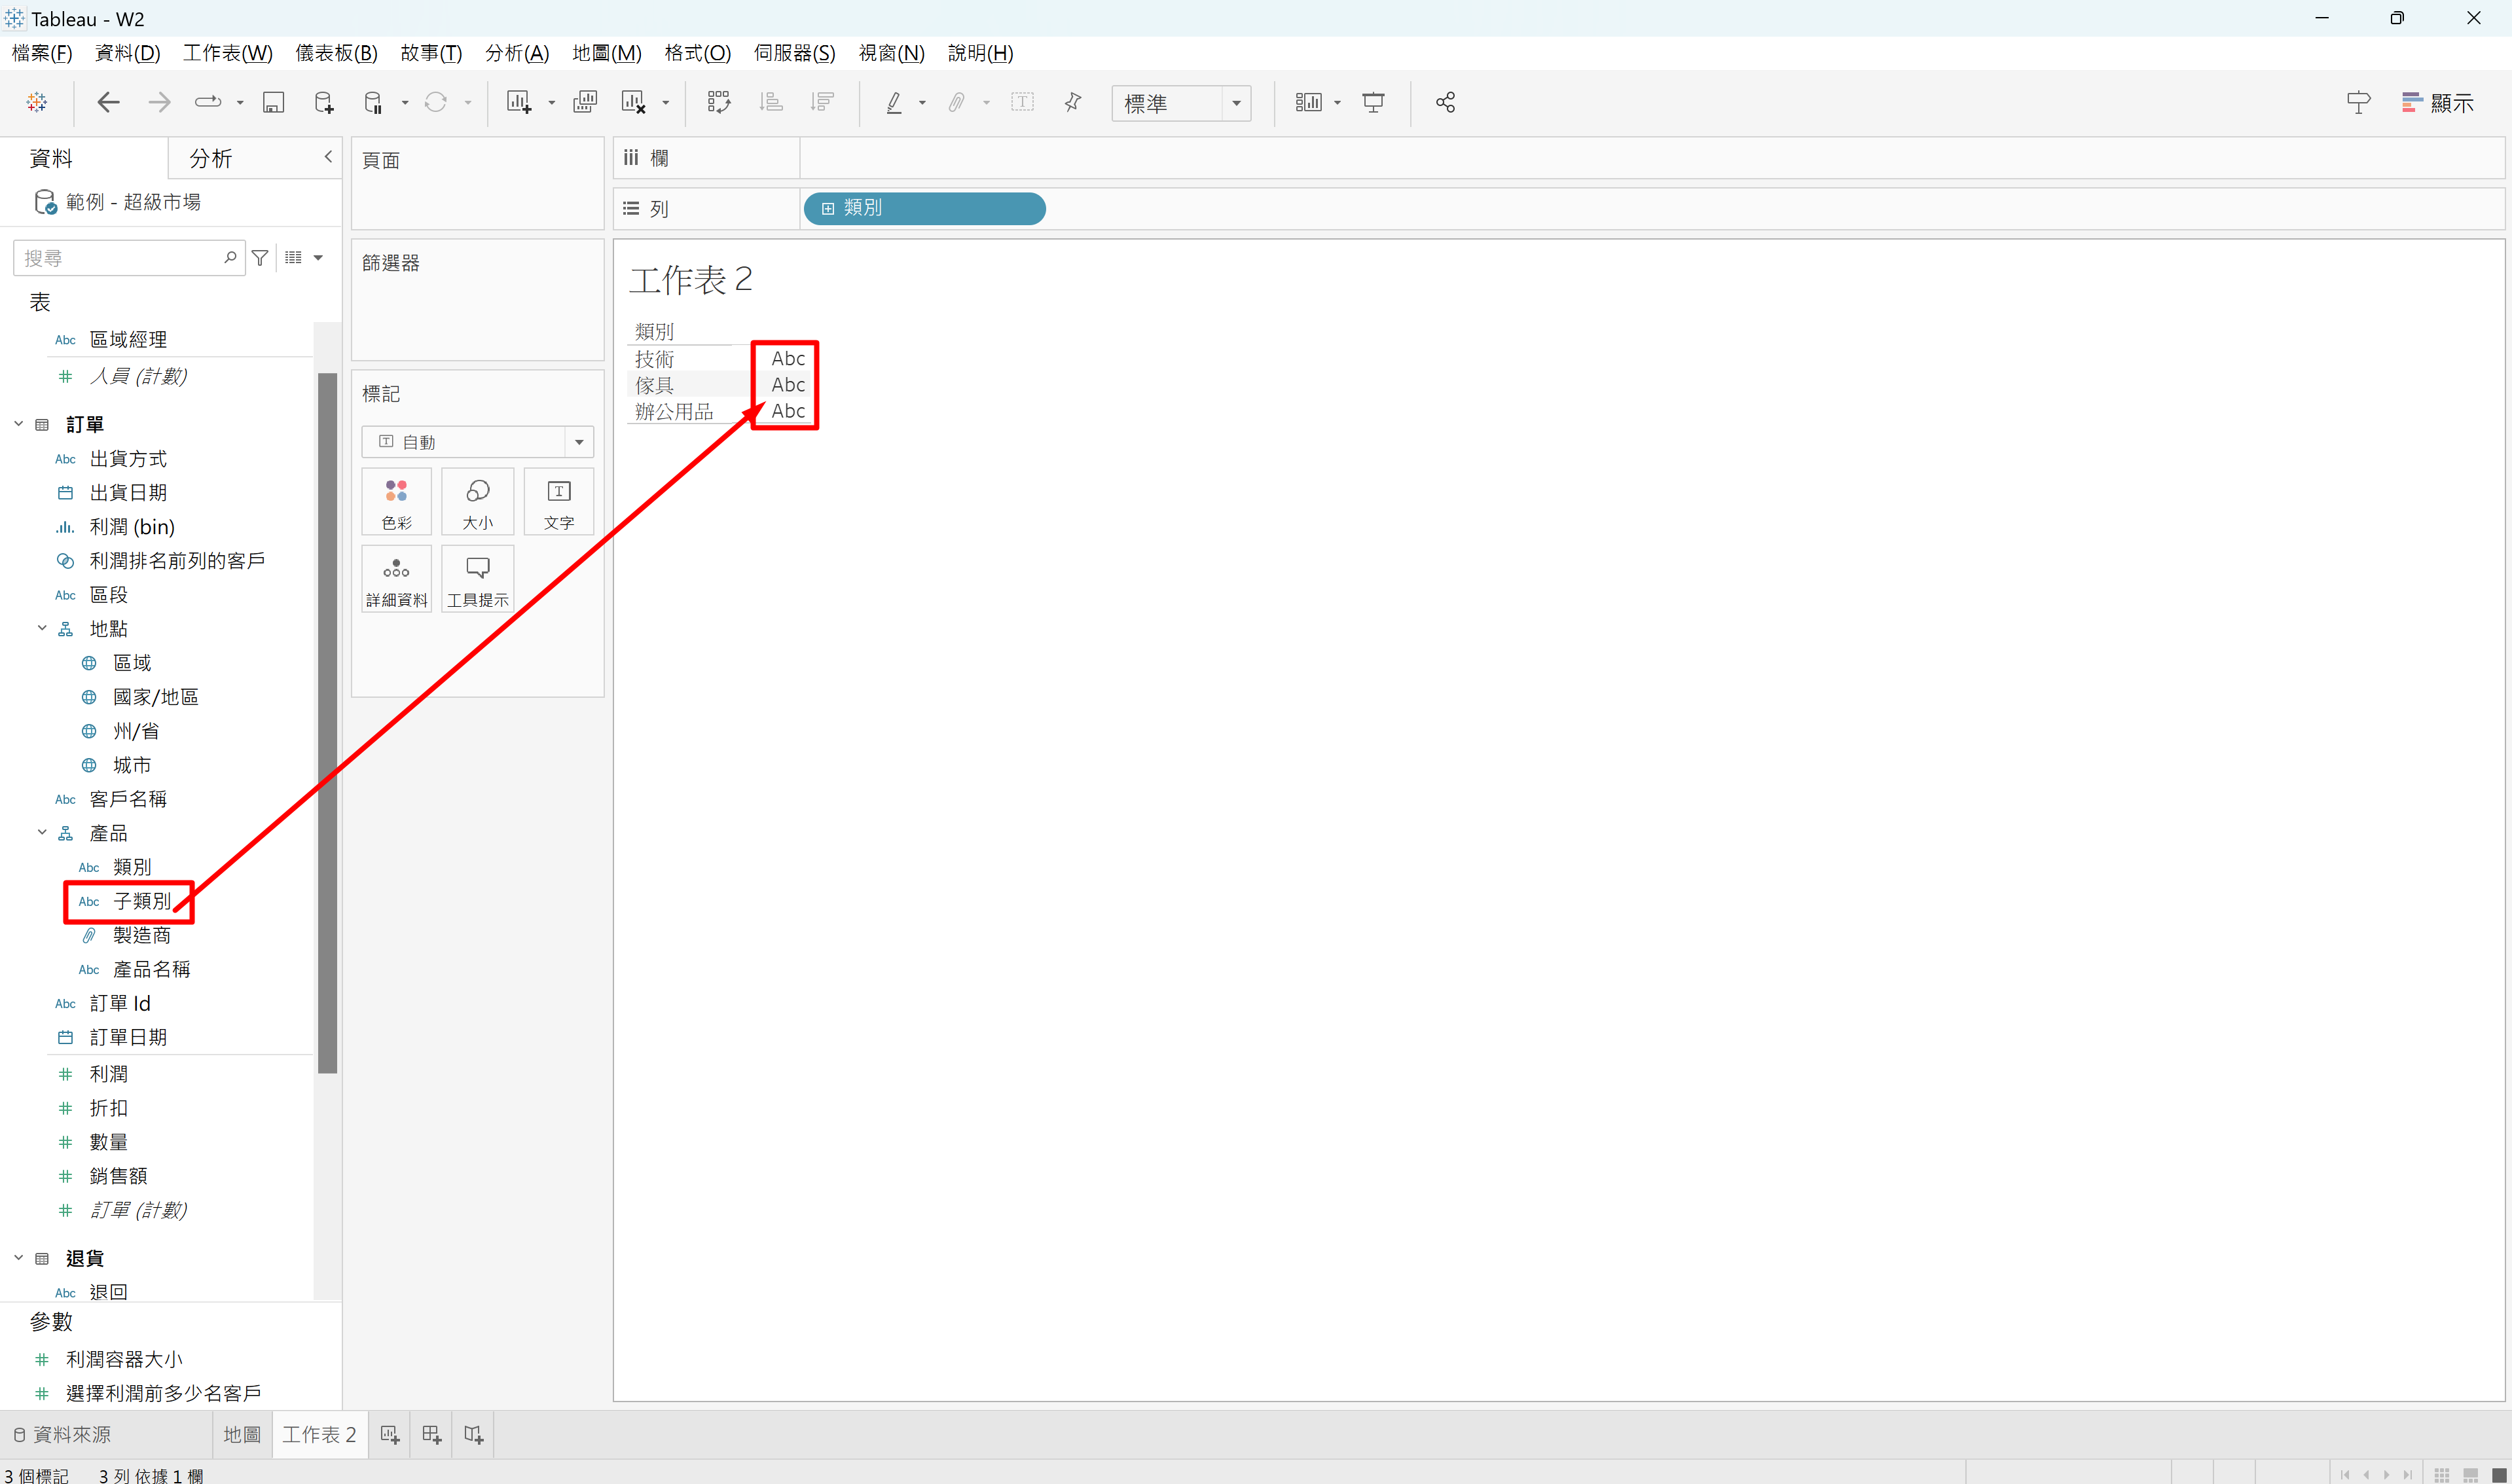 Tableau - W2
檔案(F) 資料(D) 工作表(W) 儀表板(B) 故事(T) 分析(A) 地圖(M) 格式(O) 伺服器(S) 視窗(N) 說明(H)
標準
顯示
資料
分析
範例 - 超級市場
搜尋
表
Abc 區域經理
人員 (計數)
訂單
Abc 出貨方式
出貨日期
利潤 (bin)
利潤排名前列的客戶
Abc 區段
地點
區域
國家/地區
州/省
城市
Abc 客戶名稱
產品
Abc 類別
Abc 子類別
製造商
Abc 產品名稱
Abc 訂單 Id
訂單日期
利潤
折扣
數量
銷售額
訂單 (計數)
退貨
Abc 退回
參數
利潤容器大小
選擇利潤前多少名客戶
頁面
篩選器
標記
自動
色彩
大小
文字
詳細資料
工具提示
欄
列
類別
工作表 2
類別
技術 Abc
傢具 Abc
辦公用品 Abc
資料來源
地圖
工作表 2
3 個標記
3 列 依據 1 欄